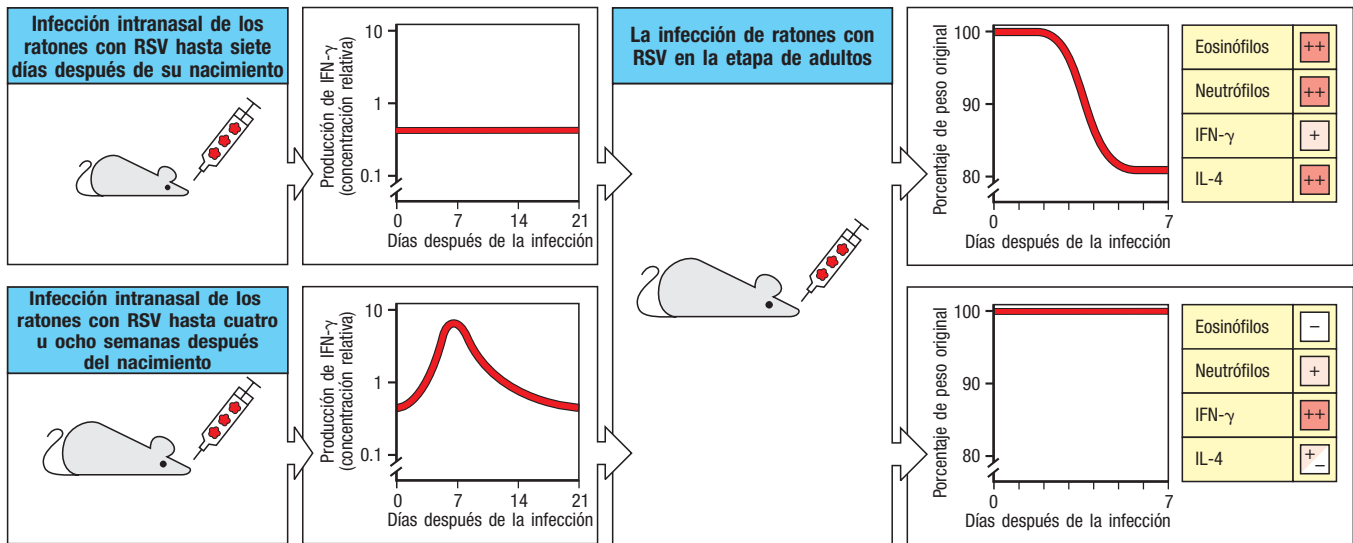 Infección intranasal de los
ratones con RSV hasta siete
días después de su nacimiento
Producción de IFN-γ
(concentración relativa)
10
1
0.1
0
7
14
21
Días después de la infección
La infección de ratones con
RSV en la etapa de adultos
Porcentaje de peso original
100
90
80
0
7
Días después de la infección
Eosinófilos ++
Neutrófilos ++
IFN-γ +
IL-4 ++
Infección intranasal de los
ratones con RSV hasta cuatro
u ocho semanas después
del nacimiento
Producción de IFN-γ
(concentración relativa)
10
1
0.1
0
7
14
21
Días después de la infección
Porcentaje de peso original
100
90
80
0
7
Días después de la infección
Eosinófilos −
Neutrófilos +
IFN-γ ++
IL-4 + −